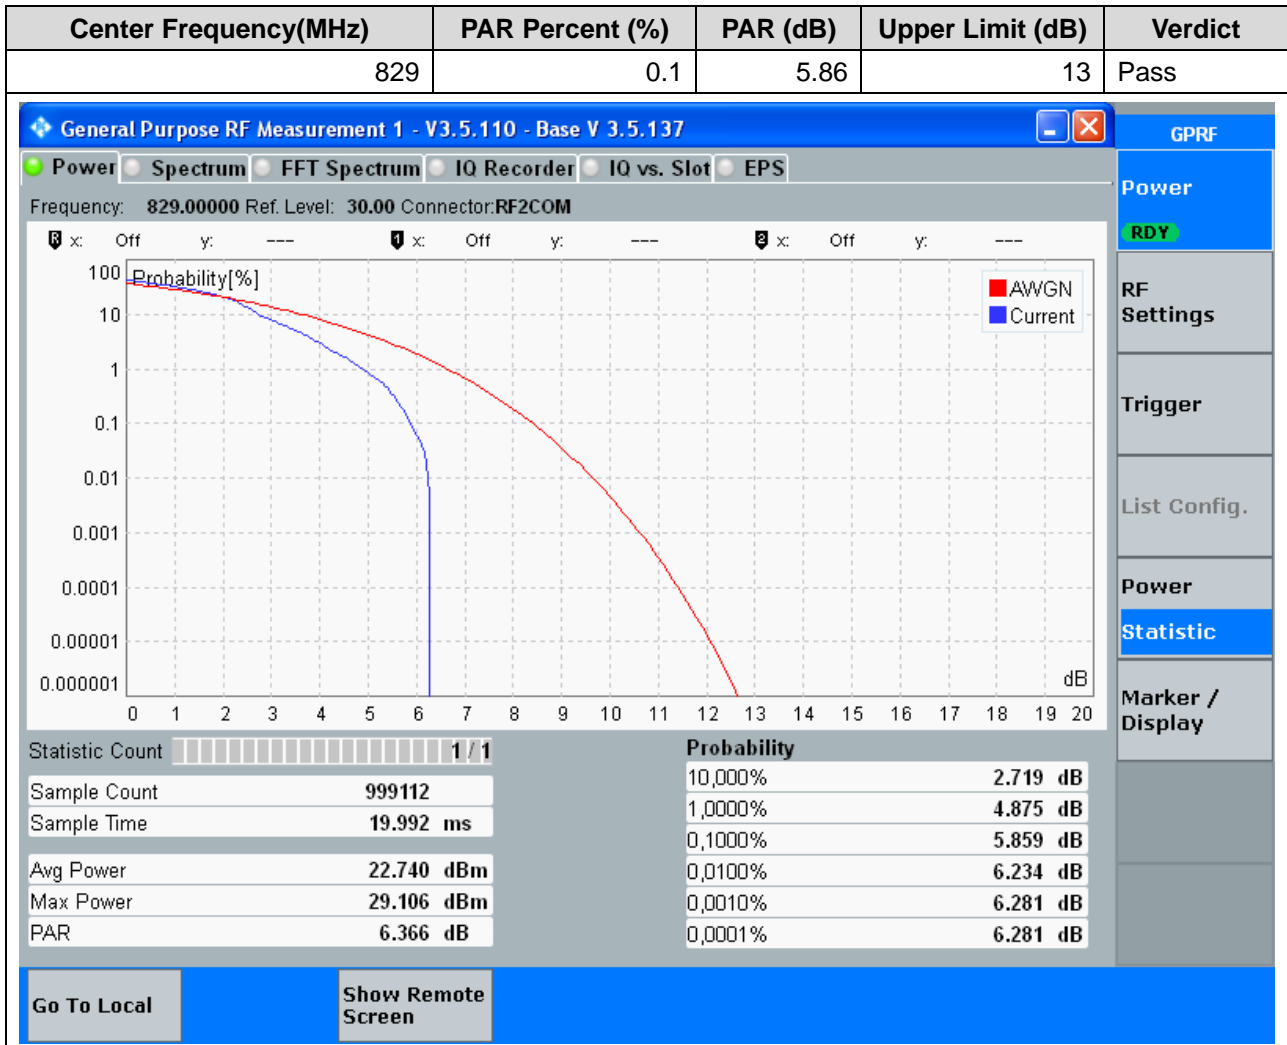 Center Frequency(MHz) PAR Percent (%) PAR (dB) Upper Limit (dB) Verdict
829 0.1 5.86 13 Pass
General Purpose RF Measurement 1 - V3.5.110 - Base V 3.5.137
GPRF
Power Spectrum FFT Spectrum IQ Recorder IQ vs. Slot EPS
Power
RDY
Frequency: 829.00000 Ref. Level: 30.00 Connector:RF2COM
R x: Off y: --- 1 x: Off y: --- 2 x: Off y: ---
Probability[%]
AWGN
Current
100
10
1
0.1
0.01
0.001
0.0001
0.00001
0.000001
dB
0 1 2 3 4 5 6 7 8 9 10 11 12 13 14 15 16 17 18 19 20
RF
Settings
Trigger
List Config.
Power
Statistic
Marker /
Display
Statistic Count 1 / 1
Sample Count 999112
Sample Time 19.992 ms
Avg Power 22.740 dBm
Max Power 29.106 dBm
PAR 6.366 dB
Probability
10,000% 2.719 dB
1,0000% 4.875 dB
0,1000% 5.859 dB
0,0100% 6.234 dB
0,0010% 6.281 dB
0,0001% 6.281 dB
Go To Local
Show Remote
Screen